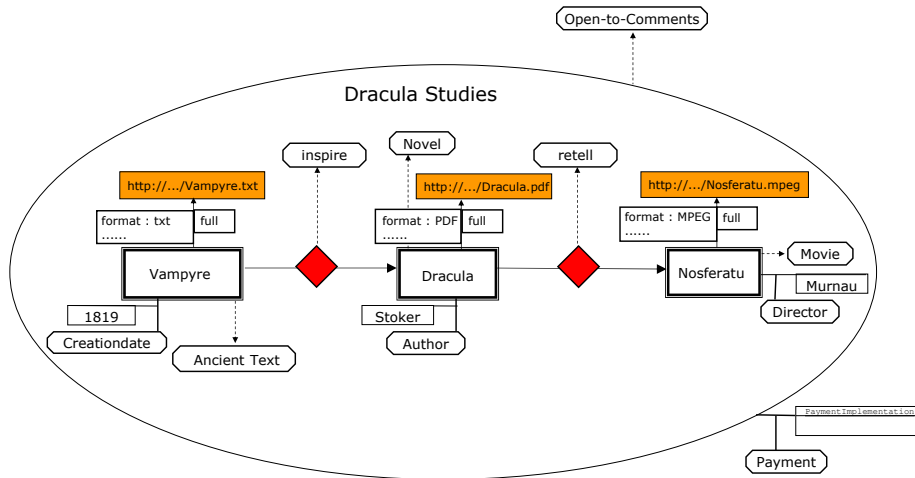 Open-to-Comments
Dracula Studies
inspire
Novel
retell
http://.../Vampyre.txt
http://.../Dracula.pdf
http://.../Nosferatu.mpeg
format : txt
......
full
format : PDF
......
full
format : MPEG
......
full
Vampyre
Dracula
Nosferatu
Movie
Murnau
Director
1819
Creationdate
Ancient Text
Stoker
Author
PaymentImplementation
Payment